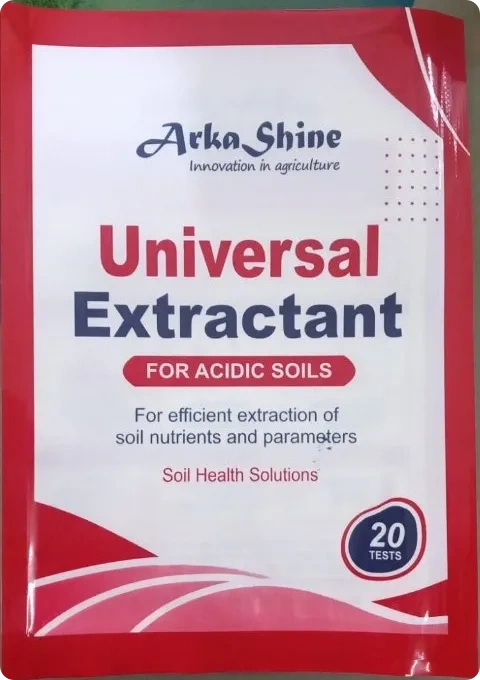 Arka Shine
Innovation in agriculture
Universal
Extractant
FOR ACIDIC SOILS
For efficient extraction of
soil nutrients and parameters
Soil Health Solutions
20
TESTS